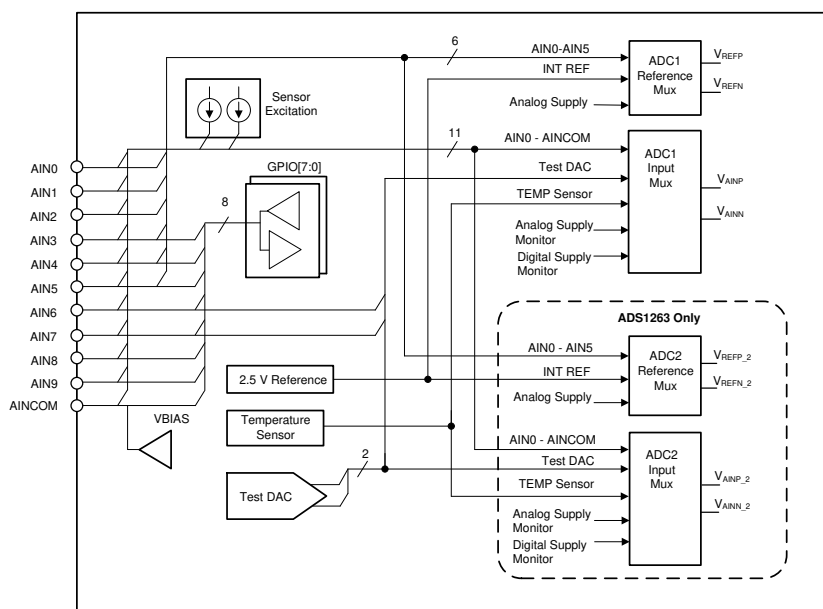 6
AIN0-AIN5
INT REF
Analog Supply
ADC1
Reference
Mux
VREFP
VREFN
Sensor
Excitation
11
AIN0 - AINCOM
Test DAC
TEMP Sensor
Analog Supply
Monitor
Digital Supply
Monitor
ADC1
Input
Mux
VAINP
VAINN
GPIO[7:0]
8
AIN0
AIN1
AIN2
AIN3
AIN4
AIN5
AIN6
AIN7
AIN8
AIN9
AINCOM
VBIAS
2.5 V Reference
Temperature
Sensor
Test DAC
2
ADS1263 Only
AIN0 - AIN5
INT REF
Analog Supply
ADC2
Reference
Mux
VREFP_2
VREFN_2
AIN0 - AINCOM
Test DAC
TEMP Sensor
Analog Supply
Monitor
Digital Supply
Monitor
ADC2
Input
Mux
VAINP_2
VAINN_2